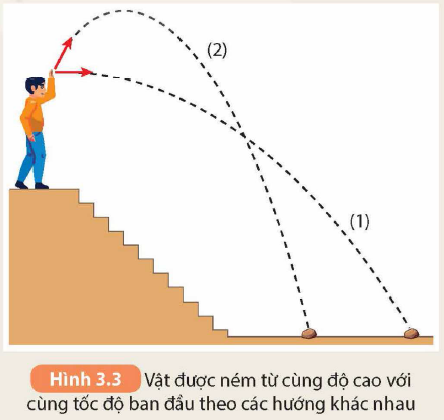 (2)
(1)
Hình 3.3 Vật được ném từ cùng độ cao với
cùng tốc độ ban đầu theo các hướng khác nhau